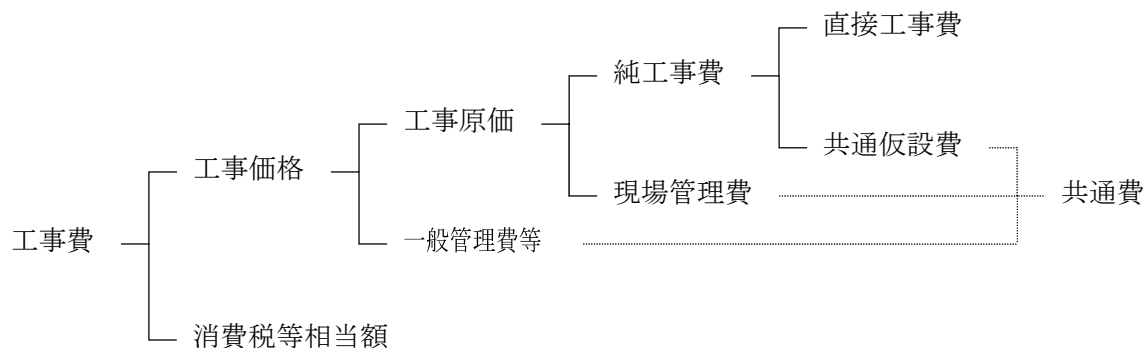 直接工事費
純工事費
工事原価
共通仮設費
工事価格
現場管理費
共通費
工事費
一般管理費等
消費税等相当額